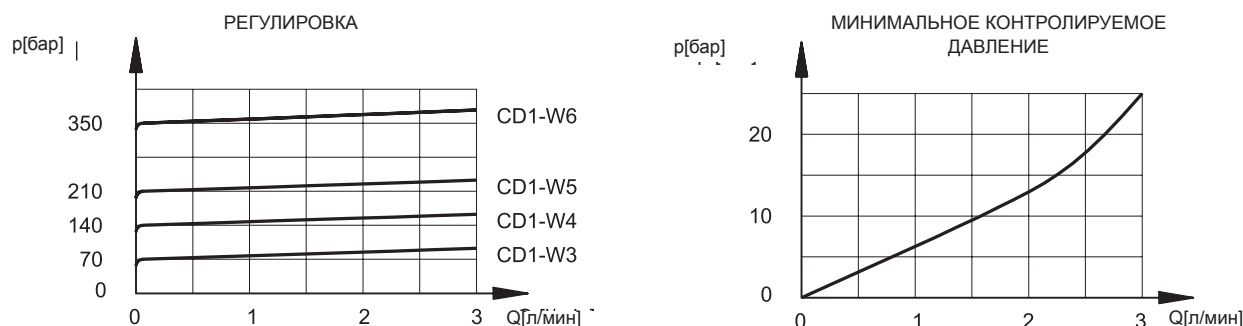 РЕГУЛИРОВКА
p[бар]
350
210
140
70
0
CD1-W6
CD1-W5
CD1-W4
CD1-W3
0 1 2 3 Q[л/мин]
МИНИМАЛЬНОЕ КОНТРОЛИРУЕМОЕ
ДАВЛЕНИЕ
p[бар]
20
10
0
0 1 2 3 Q[л/мин]